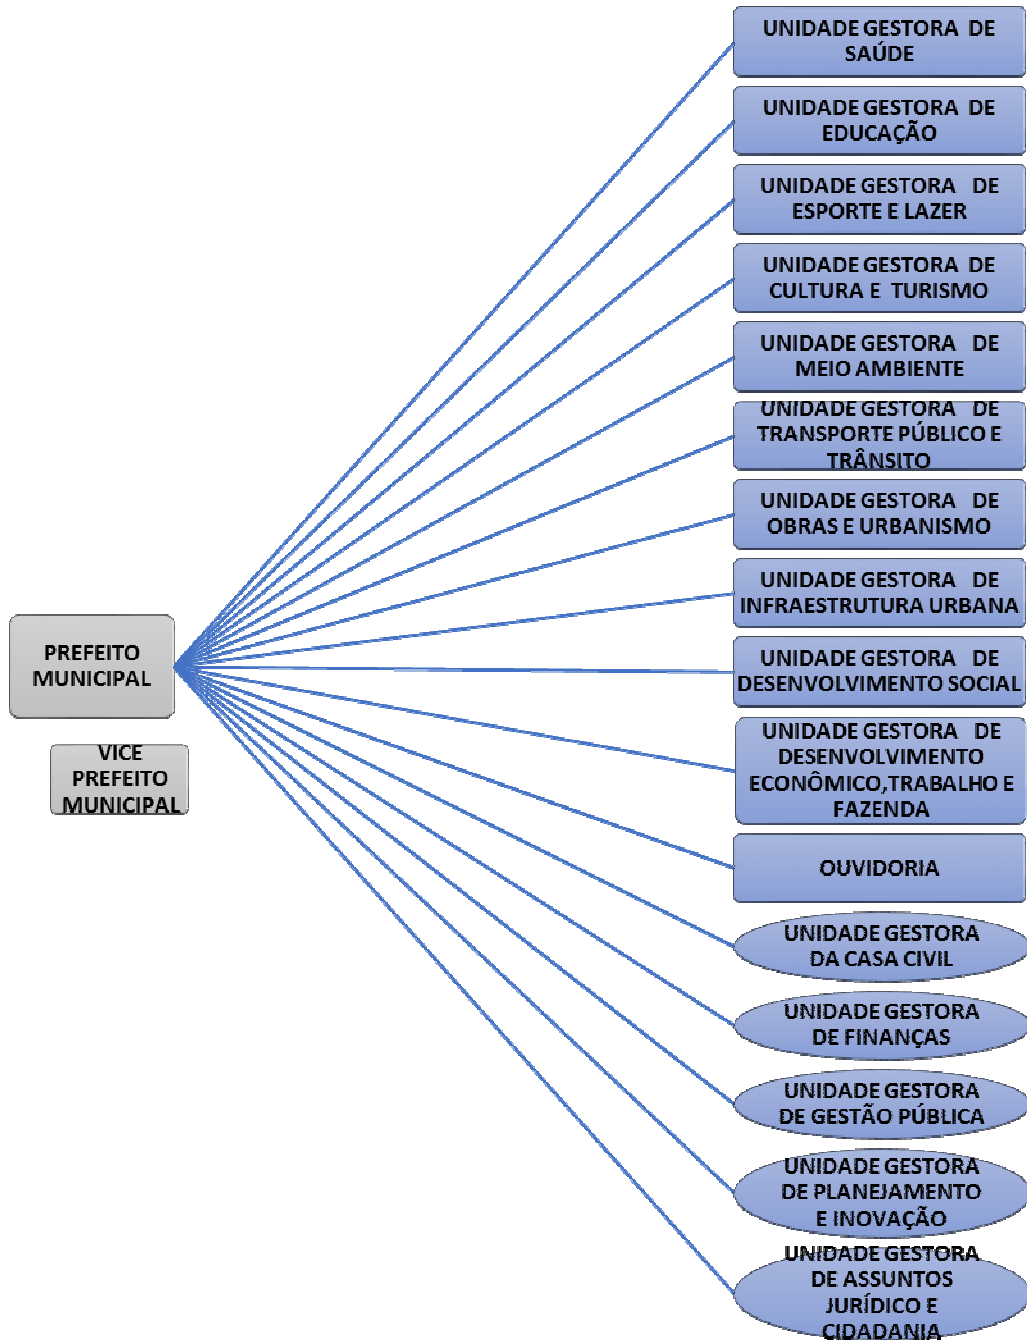 UNIDADE GESTORA DE
SAÚDE
UNIDADE GESTORA DE
EDUCAÇÃO
UNIDADE GESTORA DE
ESPORTE E LAZER
UNIDADE GESTORA DE
CULTURA E TURISMO
UNIDADE GESTORA DE
MEIO AMBIENTE
UNIDADE GESTORA DE
TRANSPORTE PÚBLICO E
TRÂNSITO
UNIDADE GESTORA DE
OBRAS E URBANISMO
UNIDADE GESTORA DE
INFRAESTRUTURA URBANA
PREFEITO
MUNICIPAL
UNIDADE GESTORA DE
DESENVOLVIMENTO SOCIAL
VICE
PREFEITO
MUNICIPAL
UNIDADE GESTORA DE
DESENVOLVIMENTO
ECONÔMICO,TRABALHO E
FAZENDA
OUVIDORIA
UNIDADE GESTORA
DA CASA CIVIL
UNIDADE GESTORA
DE FINANÇAS
UNIDADE GESTORA
DE GESTÃO PÚBLICA
UNIDADE GESTORA
DE PLANEJAMENTO
E INOVAÇÃO
UNIDADE GESTORA
DE ASSUNTOS
JURÍDICO E
CIDADANIA